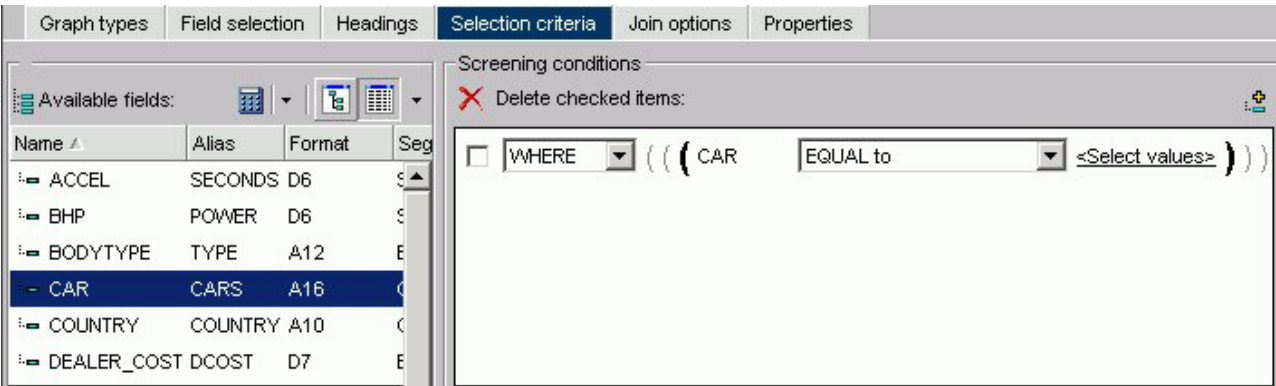 Graph types Field selection Headings Selection criteria Join options Properties
Screening conditions
Available fields:
Delete checked items:
Name Alias Format Seg
WHERE ( ( ( CAR EQUAL to <Select values> ) ) )
ACCEL SECONDS D6 S
BHP POWER D6 S
BODYTYPE TYPE A12
CAR CARS A16
COUNTRY COUNTRY A10
DEALER_COST DCOST D7